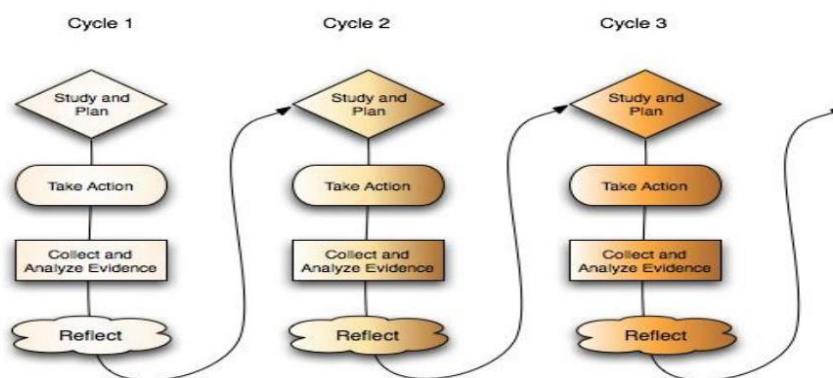 Cycle 1
Cycle 2
Cycle 3
Study and
Plan
Take Action
Collect and
Analyze Evidence
Reflect
Study and
Plan
Take Action
Collect and
Analyze Evidence
Reflect
Study and
Plan
Take Action
Collect and
Analyze Evidence
Reflect